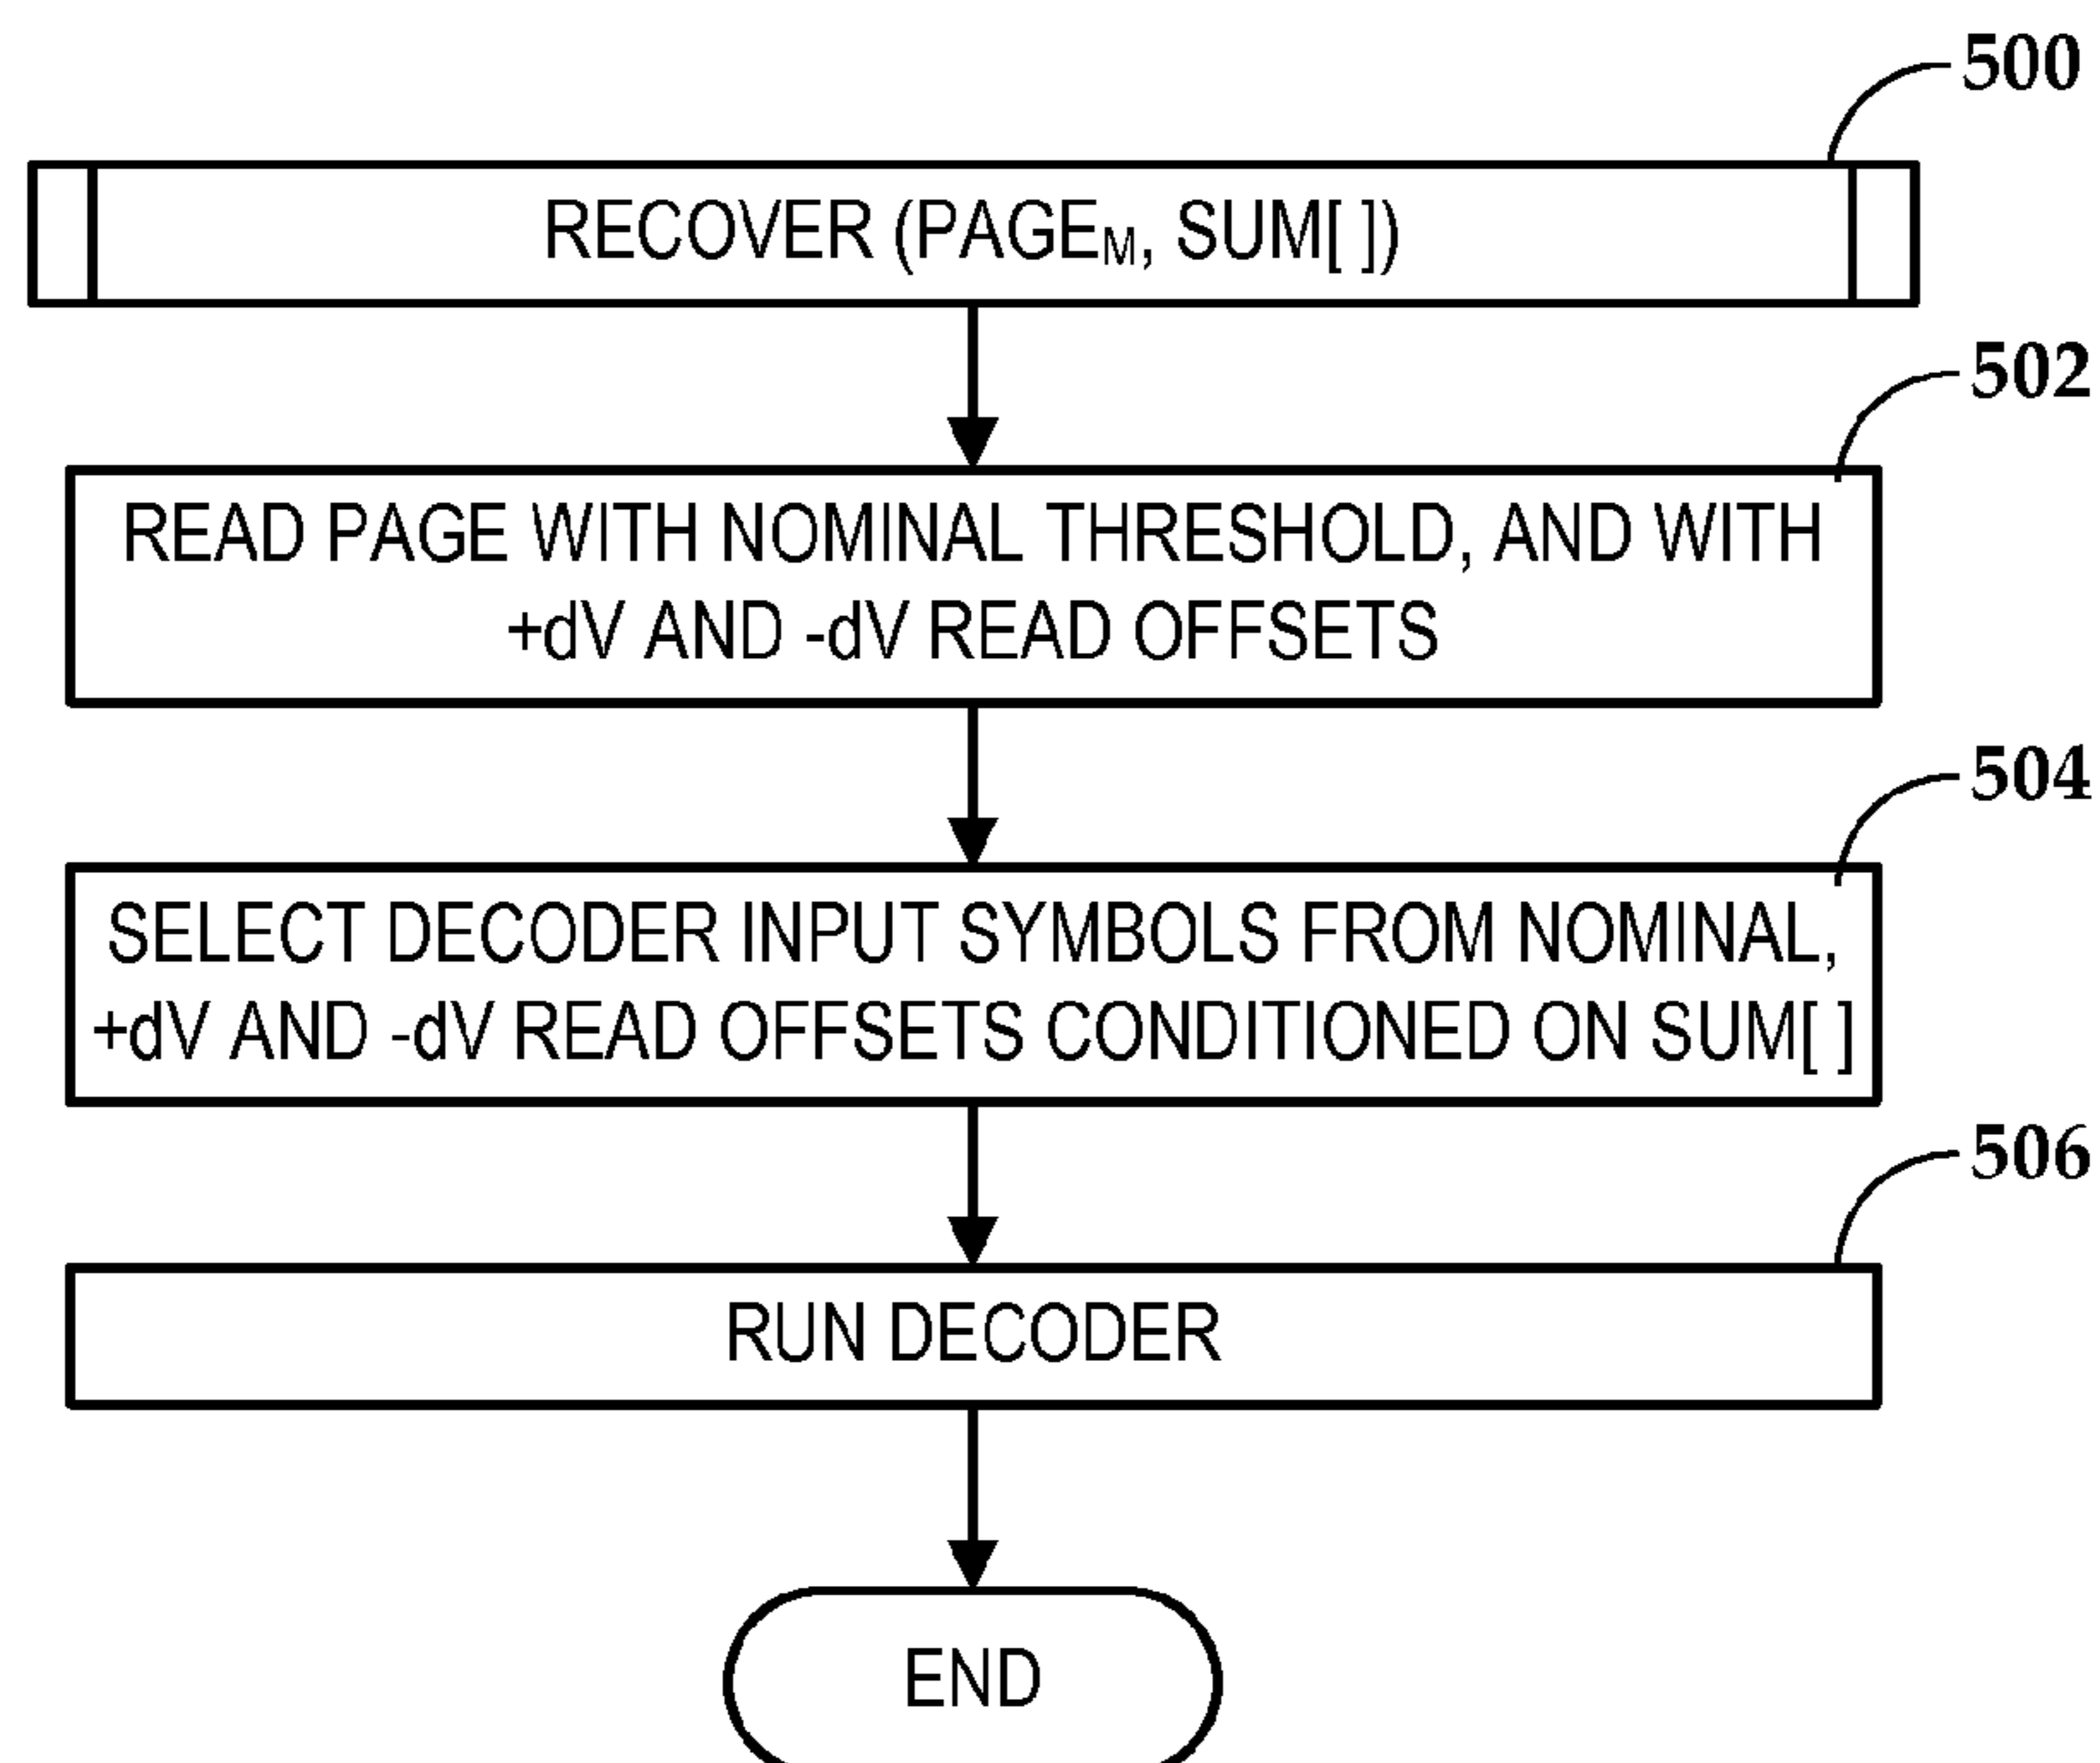 500
RECOVER (PAGEM, SUM[ ])
502
READ PAGE WITH NOMINAL THRESHOLD, AND WITH
+dV AND -dV READ OFFSETS
504
SELECT DECODER INPUT SYMBOLS FROM NOMINAL,
+dV AND -dV READ OFFSETS CONDITIONED ON SUM[ ]
506
RUN DECODER
END